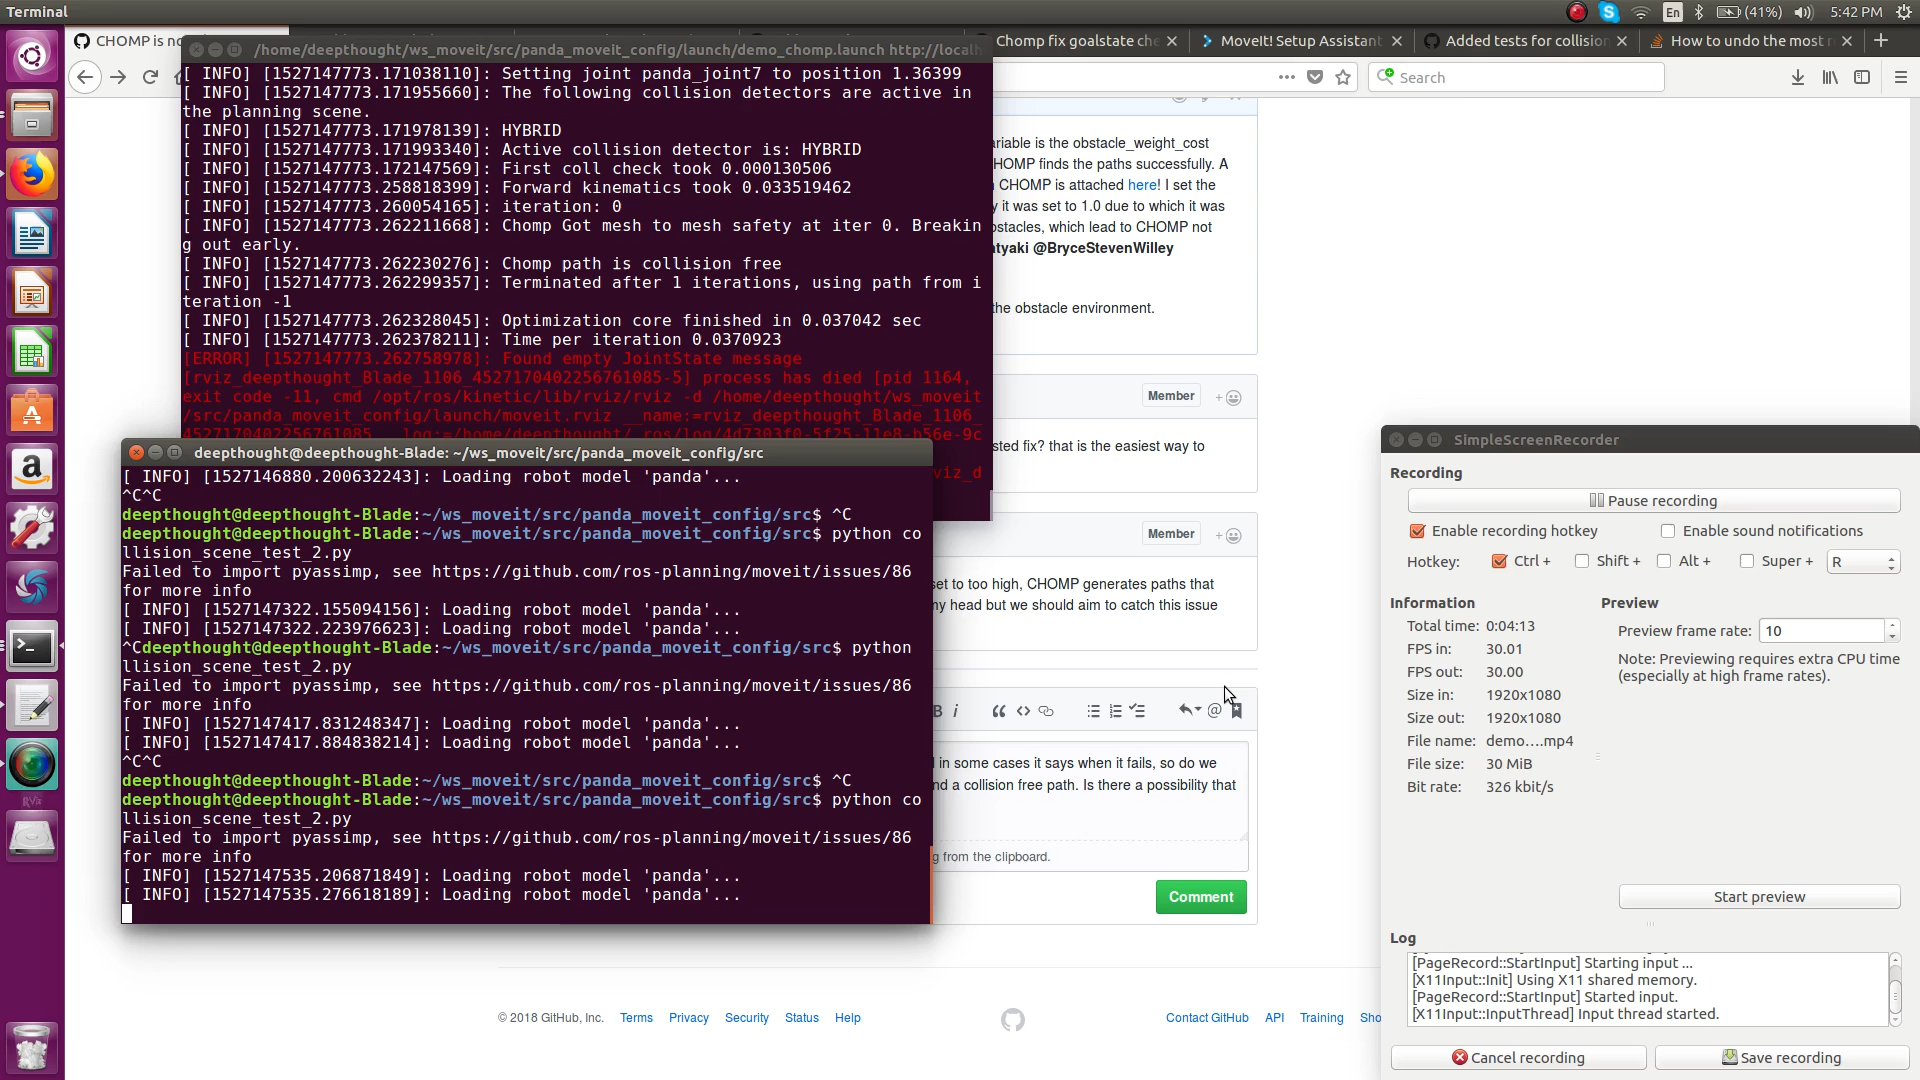 Terminal
En
(41%)
5:42 PM
CHOMP is no
Chomp fix goalstate che
MoveIt! Setup Assistant
Added tests for collision
How to undo the most r
Search
/home/deepthought/ws_moveit/src/panda_moveit_config/launch/demo_chomp.launch http://localh
[ INFO] [1527147773.171038110]: Setting joint panda_joint7 to position 1.36399
[ INFO] [1527147773.171955660]: The following collision detectors are active in
the planning scene.
[ INFO] [1527147773.171978139]: HYBRID
[ INFO] [1527147773.171993340]: Active collision detector is: HYBRID
[ INFO] [1527147773.172147569]: First coll check took 0.000130506
[ INFO] [1527147773.258818399]: Forward kinematics took 0.033519462
[ INFO] [1527147773.260054165]: iteration: 0
[ INFO] [1527147773.262211668]: Chomp Got mesh to mesh safety at iter 0. Breakin
g out early.
[ INFO] [1527147773.262230276]: Chomp path is collision free
[ INFO] [1527147773.262299357]: Terminated after 1 iterations, using path from i
teration -1
[ INFO] [1527147773.262328045]: Optimization core finished in 0.037042 sec
[ INFO] [1527147773.262378211]: Time per iteration 0.0370923
[ERROR] [1527147773.262758978]: Found empty JointState message
[rviz_deepthought_Blade_1106_4527170402256761085-5] process has died [pid 1164,
exit code -11, cmd /opt/ros/kinetic/lib/rviz/rviz -d /home/deepthought/ws_moveit
/src/panda_moveit_config/launch/moveit.rviz __name:=rviz_deepthought_Blade_1106_
4527170402256761085 __log:=/home/deepthought/.ros/log/4d7303f0-5f25-11e8-b56e-9c
viz_d
deepthought@deepthought-Blade: ~/ws_moveit/src/panda_moveit_config/src
[ INFO] [1527146880.200632243]: Loading robot model 'panda'...
^C^C
deepthought@deepthought-Blade:~/ws_moveit/src/panda_moveit_config/src$ ^C
deepthought@deepthought-Blade:~/ws_moveit/src/panda_moveit_config/src$ python co
llision_scene_test_2.py
Failed to import pyassimp, see https://github.com/ros-planning/moveit/issues/86
for more info
[ INFO] [1527147322.155094156]: Loading robot model 'panda'...
[ INFO] [1527147322.223976623]: Loading robot model 'panda'...
^Cdeepthought@deepthought-Blade:~/ws_moveit/src/panda_moveit_config/src$ python
llision_scene_test_2.py
Failed to import pyassimp, see https://github.com/ros-planning/moveit/issues/86
for more info
[ INFO] [1527147417.831248347]: Loading robot model 'panda'...
[ INFO] [1527147417.884838214]: Loading robot model 'panda'...
^C^C
deepthought@deepthought-Blade:~/ws_moveit/src/panda_moveit_config/src$ ^C
deepthought@deepthought-Blade:~/ws_moveit/src/panda_moveit_config/src$ python co
llision_scene_test_2.py
Failed to import pyassimp, see https://github.com/ros-planning/moveit/issues/86
for more info
[ INFO] [1527147535.206871849]: Loading robot model 'panda'...
[ INFO] [1527147535.276618189]: Loading robot model 'panda'...
ariable is the obstacle_weight_cost
HOMP finds the paths successfully. A
CHOMP is attached here! I set the
y it was set to 1.0 due to which it was
ostacles, which lead to CHOMP not
atyaki @BryceStevenWilley
the obstacle environment.
Member
sted fix? that is the easiest way to
Member
set to too high, CHOMP generates paths that
my head but we should aim to catch this issue
B i
in some cases it says when it fails, so do we
nd a collision free path. Is there a possibility that
g from the clipboard.
Comment
© 2018 GitHub, Inc. Terms Privacy Security Status Help
Contact GitHub API Training Sho
SimpleScreenRecorder
Recording
Pause recording
Enable recording hotkey
Enable sound notifications
Hotkey: Ctrl + Shift + Alt + Super + R
Information
Total time: 0:04:13
FPS in: 30.01
FPS out: 30.00
Size in: 1920x1080
Size out: 1920x1080
File name: demo....mp4
File size: 30 MiB
Bit rate: 326 kbit/s
Preview
Preview frame rate: 10
Note: Previewing requires extra CPU time
(especially at high frame rates).
Start preview
Log
[PageRecord::StartInput] Starting input ...
[X11Input::Init] Using X11 shared memory.
[PageRecord::StartInput] Started input.
[X11Input::InputThread] Input thread started.
Cancel recording
Save recording